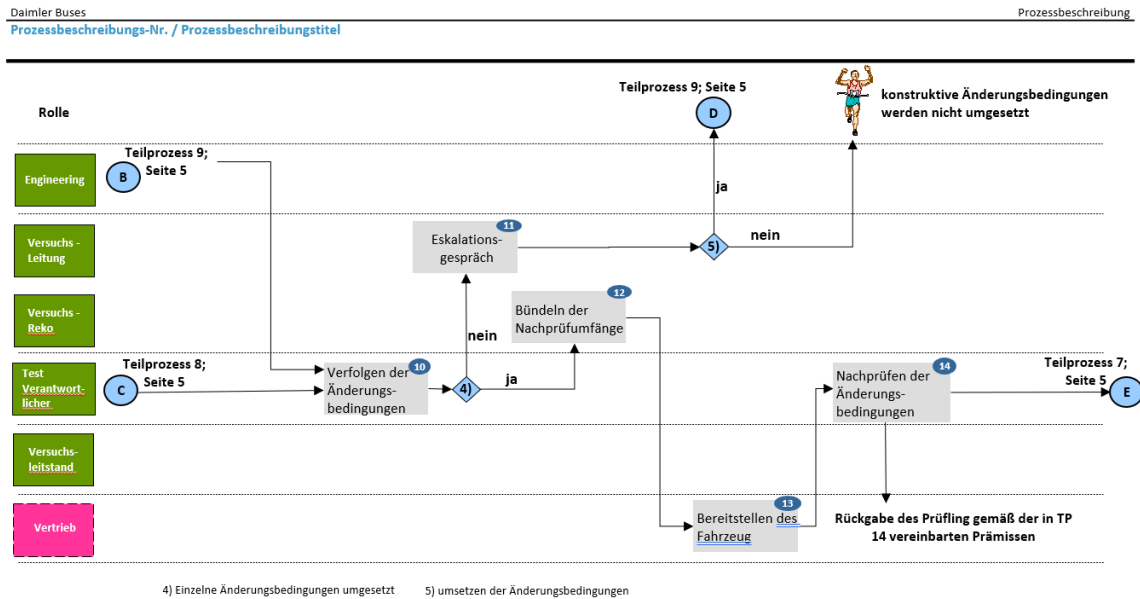 Daimler Buses
Prozessbeschreibung
Prozessbeschreibungs-Nr. / Prozessbeschreibungstitel
Rolle
Teilprozess 9; Seite 5
D
konstruktive Änderungsbedingungen
werden nicht umgesetzt
Engineering
B
Teilprozess 9;
Seite 5
ja
Versuchs -
Leitung
11
Eskalations-
gespräch
5)
nein
Versuchs -
Reko
12
Bündeln der
Nachprüfumfänge
nein
Test
Verantwort-
licher
C
Teilprozess 8;
Seite 5
10
Verfolgen der
Änderungs-
bedingungen
4)
ja
14
Nachprüfen der
Änderungs-
bedingungen
Teilprozess 7;
Seite 5
E
Versuchs-
leitstand
Vertrieb
13
Bereitstellen des
Fahrzeug
Rückgabe des Prüfling gemäß der in TP
14 vereinbarten Prämissen
4) Einzelne Änderungsbedingungen umgesetzt
5) umsetzen der Änderungsbedingungen